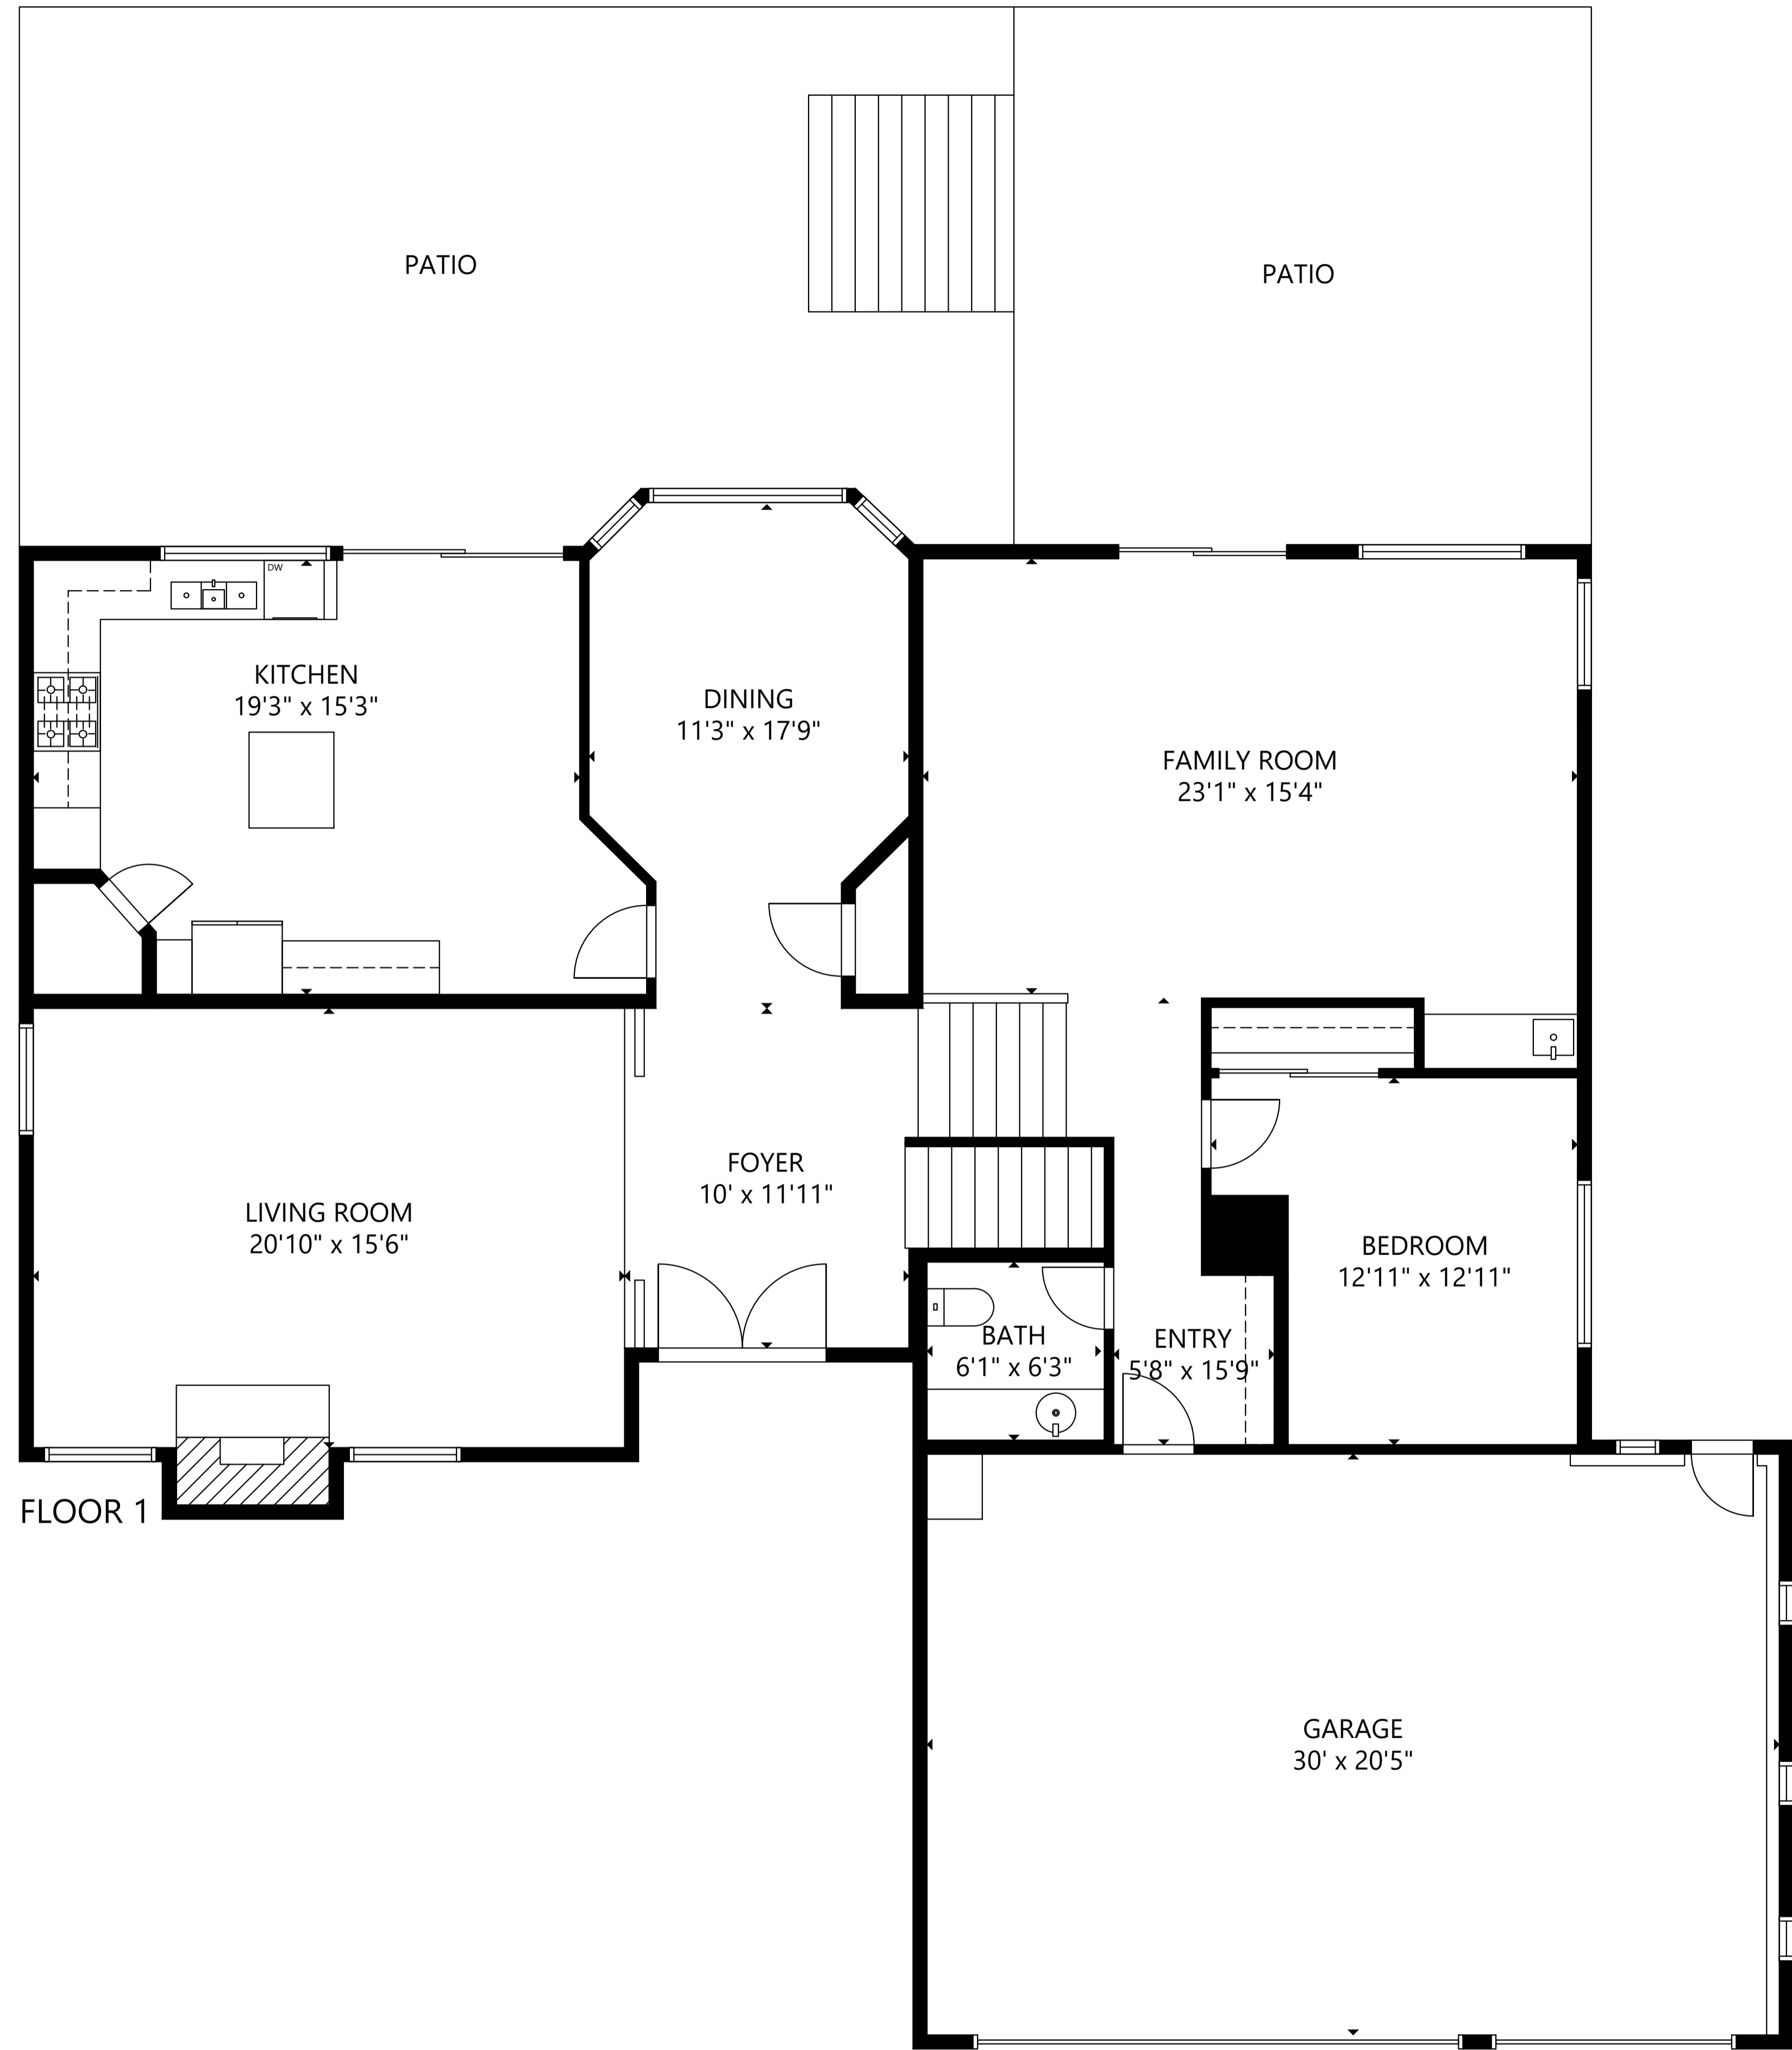 PATIO
PATIO
DW
KITCHEN
19'3" x 15'3"
DINING
11'3" x 17'9"
FAMILY ROOM
23'1" x 15'4"
FOYER
10' x 11'11"
LIVING ROOM
20'10" x 15'6"
BEDROOM
12'11" x 12'11"
BATH
6'1" x 6'3"
ENTRY
5'8" x 15'9"
FLOOR 1
GARAGE
30' x 20'5"